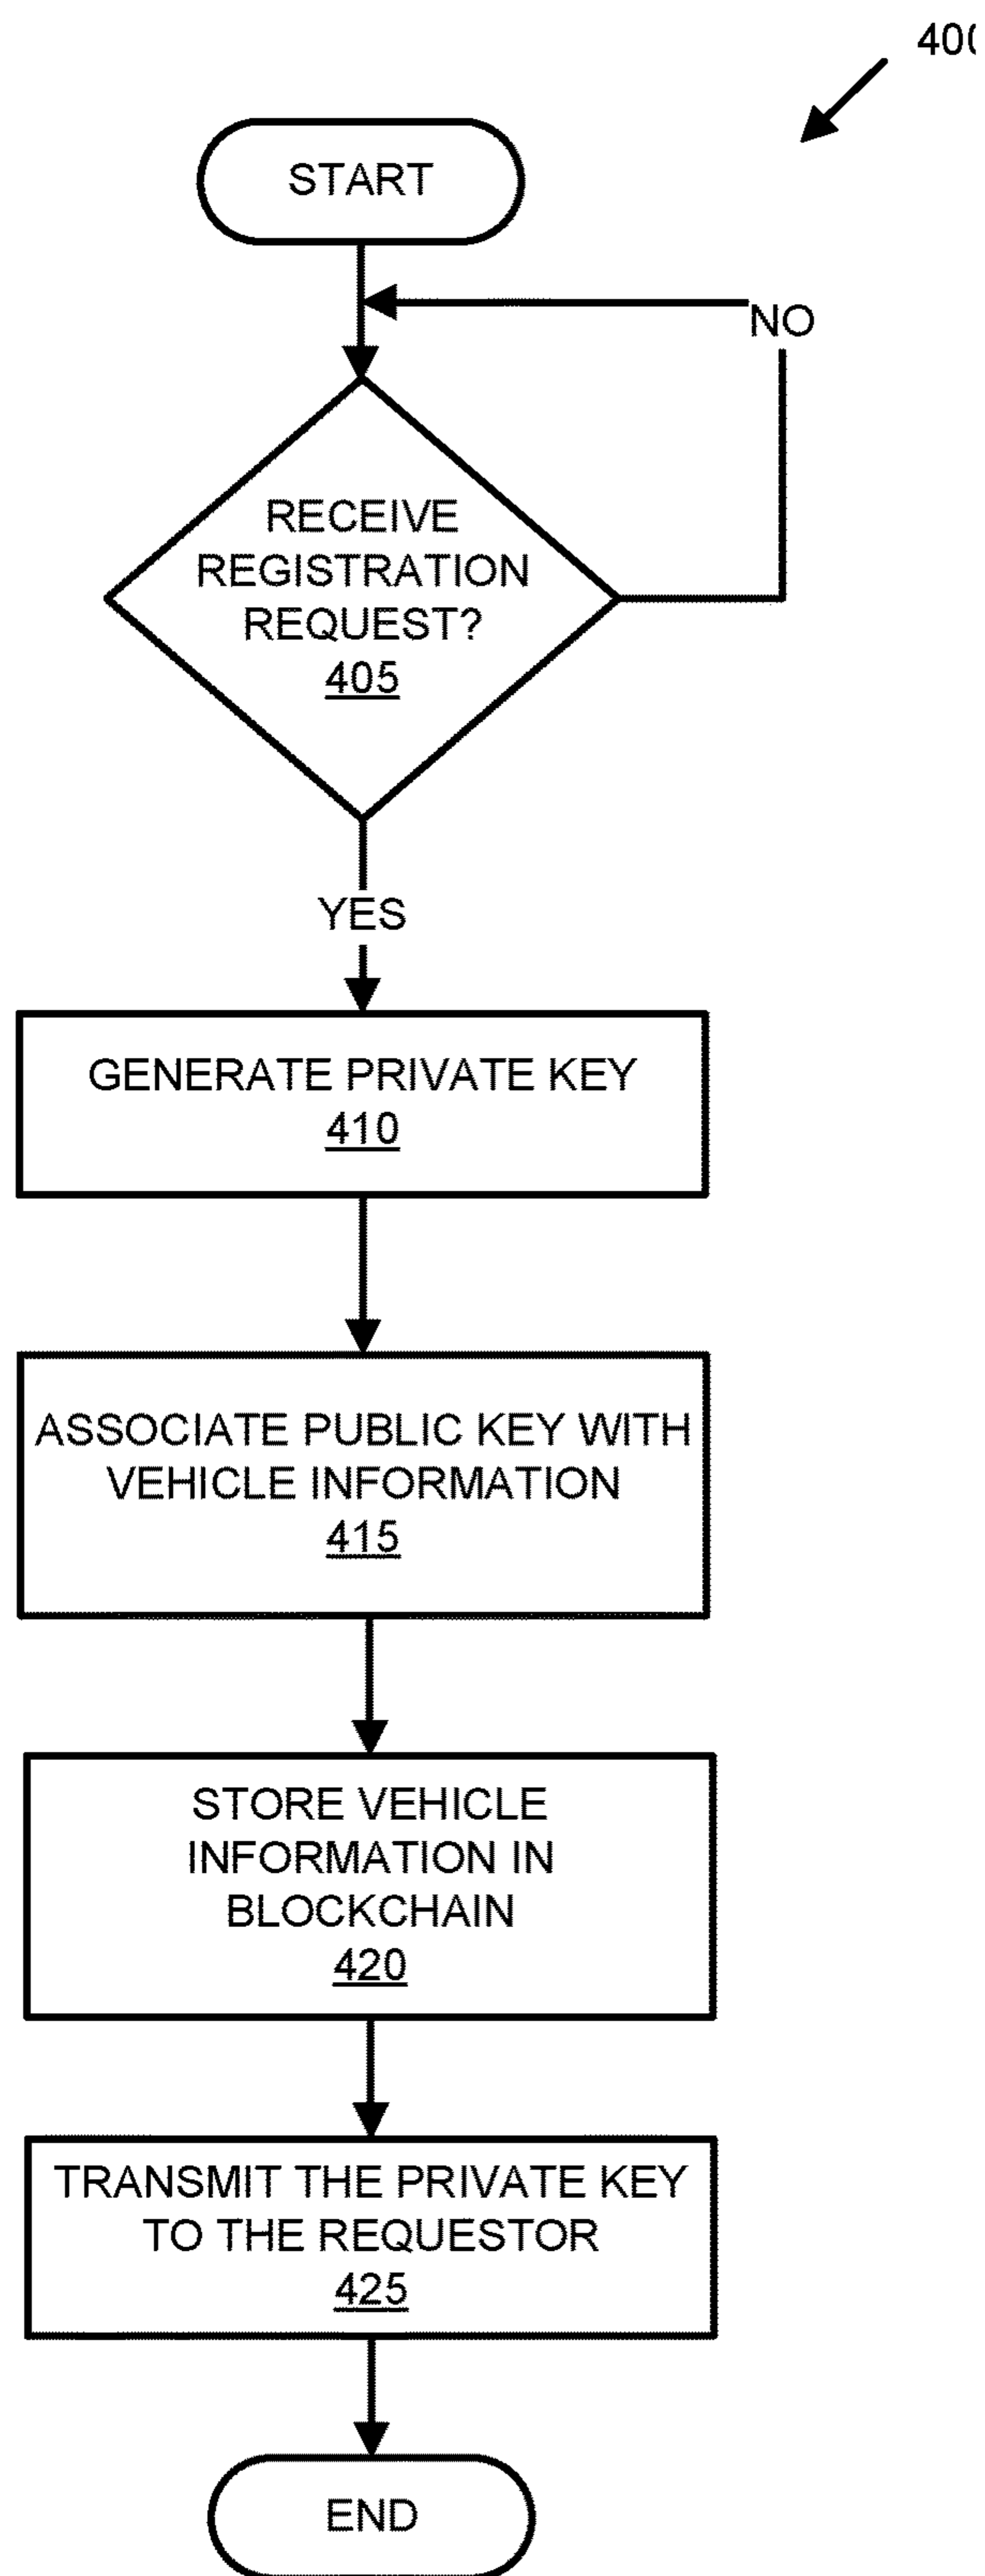 START
NO
RECEIVE
REGISTRATION
REQUEST?
405
YES
GENERATE PRIVATE KEY
410
ASSOCIATE PUBLIC KEY WITH
VEHICLE INFORMATION
415
STORE VEHICLE
INFORMATION IN
BLOCKCHAIN
420
TRANSMIT THE PRIVATE KEY
TO THE REQUESTOR
425
END